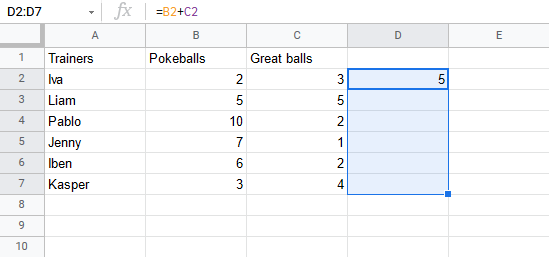 D2:D7 fx =B2+C2
A B C D E
1 Trainers Pokeballs Great balls
2 Iva 2 3 5
3 Liam 5 5
4 Pablo 10 2
5 Jenny 7 1
6 Iben 6 2
7 Kasper 3 4
8
9
10